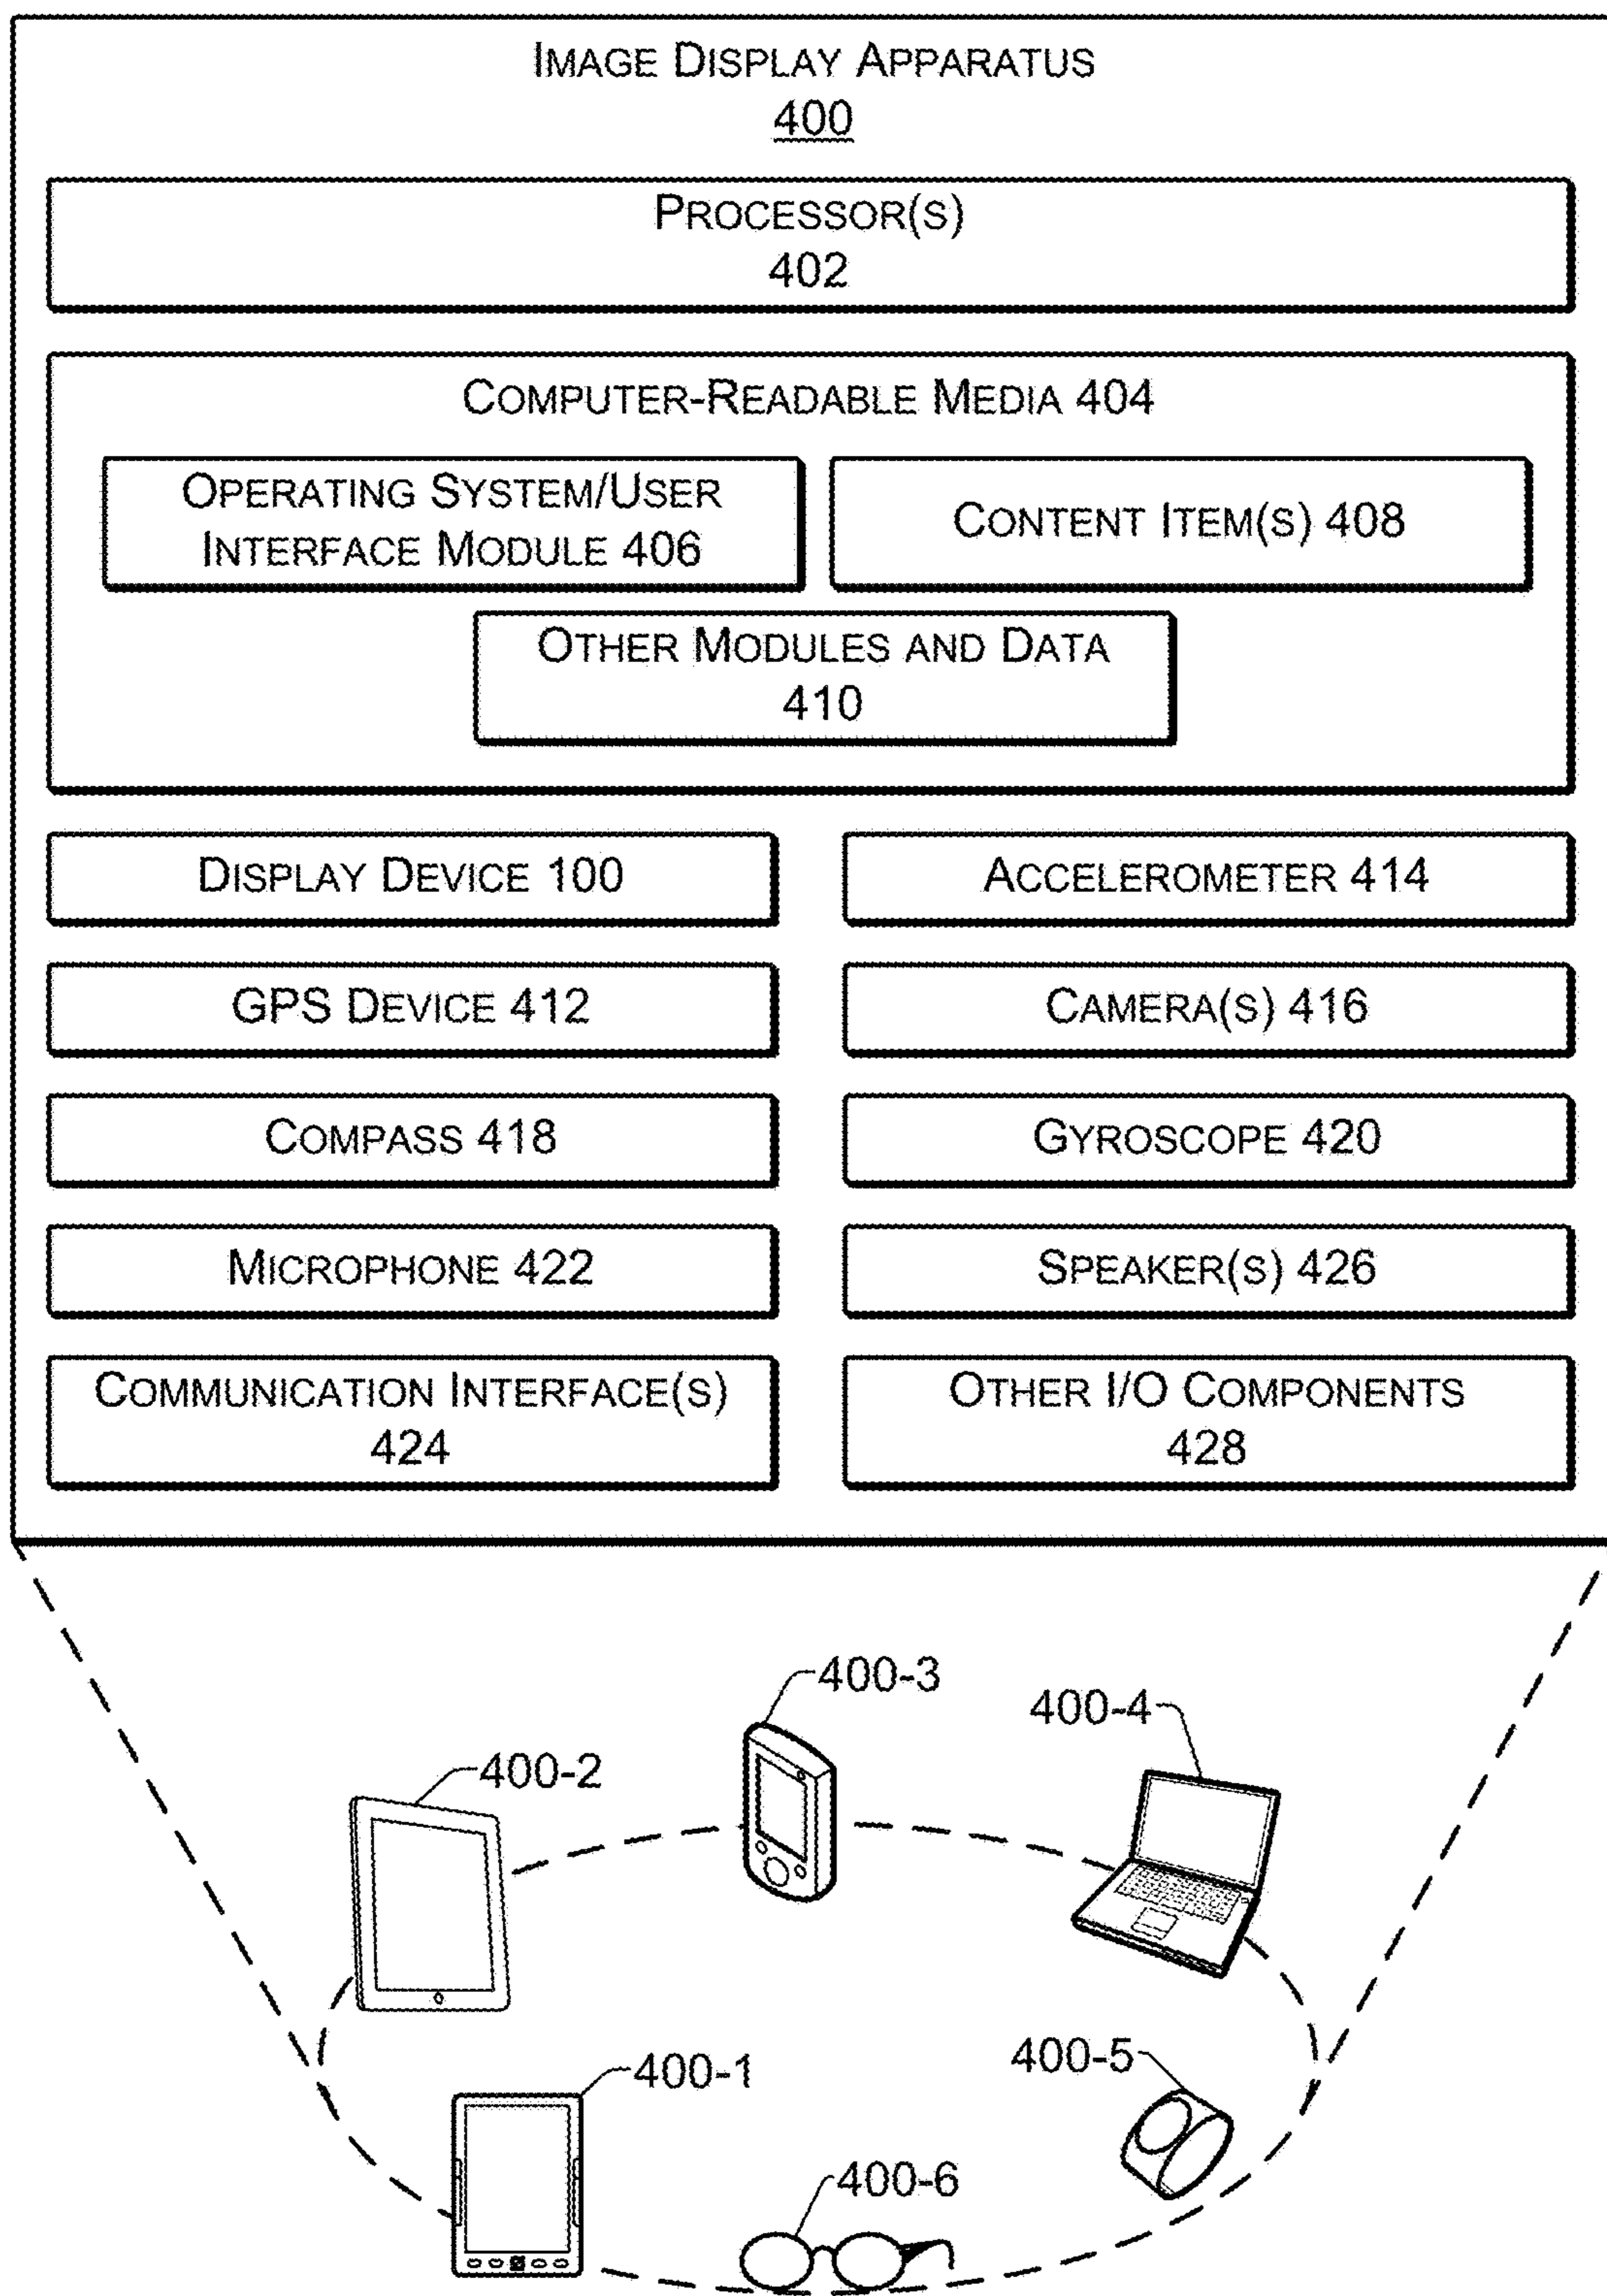 IMAGE DISPLAY APPARATUS
400
PROCESSOR(S)
402
COMPUTER-READABLE MEDIA 404
OPERATING SYSTEM/USER
INTERFACE MODULE 406
CONTENT ITEM(S) 408
OTHER MODULES AND DATA
410
DISPLAY DEVICE 100
ACCELEROMETER 414
GPS DEVICE 412
CAMERA(S) 416
COMPASS 418
GYROSCOPE 420
MICROPHONE 422
SPEAKER(S) 426
COMMUNICATION INTERFACE(S)
424
OTHER I/O COMPONENTS
428
400-3
400-4
400-2
400-5
400-1
400-6